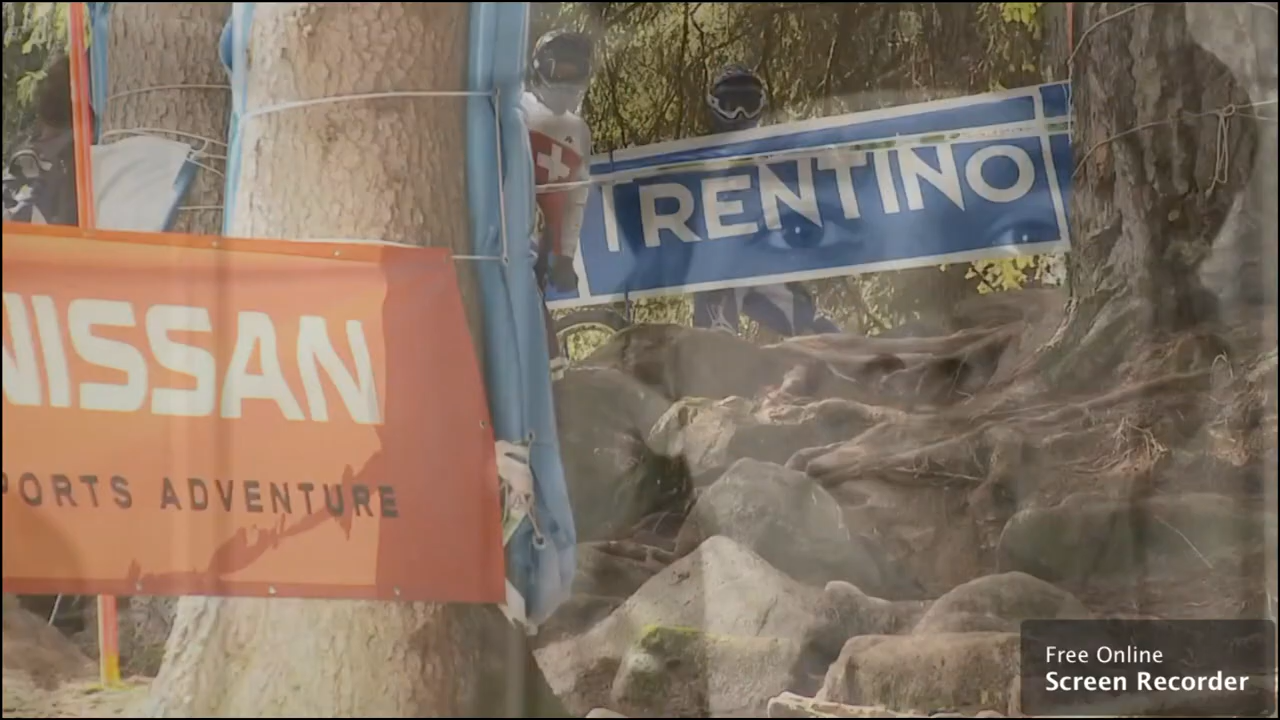 TRENTINO
NISSAN
PORTS ADVENTURE
Free Online
Screen Recorder